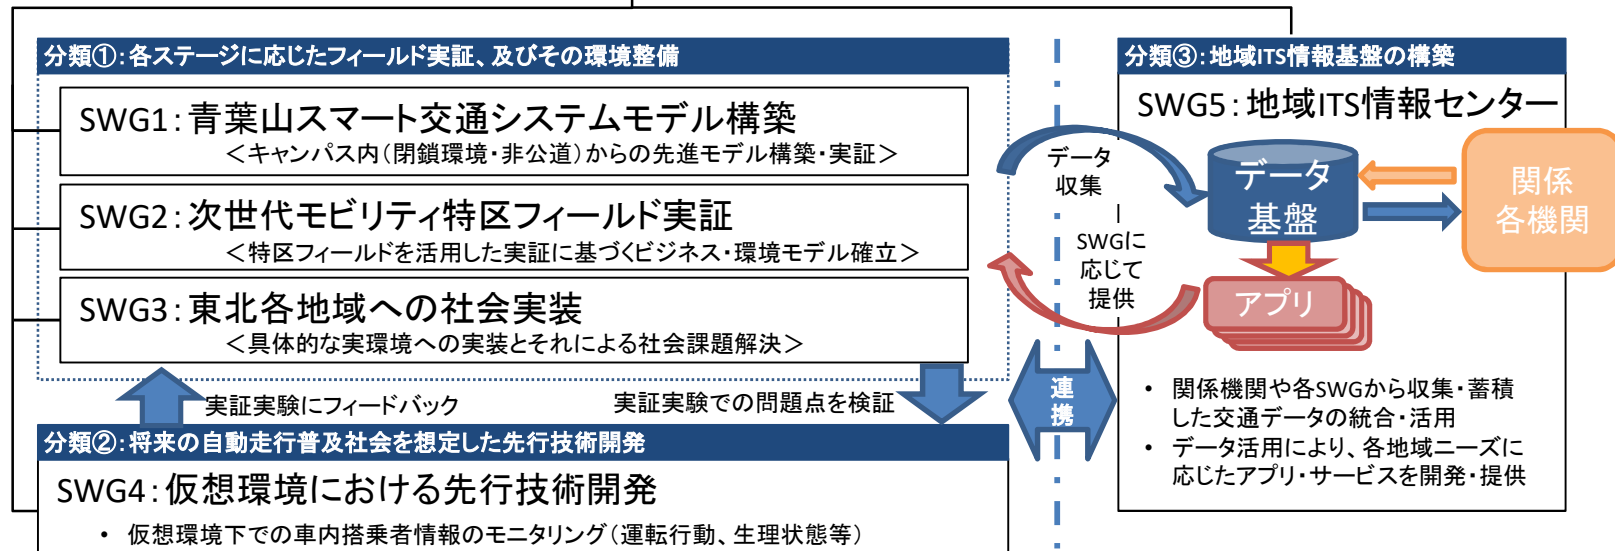 分類①：各ステージに応じたフィールド実証、及びその環境整備
SWG1：青葉山スマート交通システムモデル構築
＜キャンパス内（閉鎖環境・非公道）からの先進モデル構築・実証＞
SWG2：次世代モビリティ特区フィールド実証
＜特区フィールドを活用した実証に基づくビジネス・環境モデル確立＞
SWG3：東北各地域への社会実装
＜具体的な実環境への実装とそれによる社会課題解決＞
実証実験にフィードバック
実証実験での問題点を検証
分類②：将来の自動走行普及社会を想定した先行技術開発
SWG4：仮想環境における先行技術開発
• 仮想環境下での車内搭乗者情報のモニタリング（運転行動、生理状態等）
データ
収集
SWGに
応じて
提供
連
携
分類③：地域ITS情報基盤の構築
SWG5：地域ITS情報センター
データ
基盤
関係
各機関
アプリ
• 関係機関や各SWGから収集・蓄積
した交通データの統合・活用
• データ活用により、各地域ニーズに
応じたアプリ・サービスを開発・提供